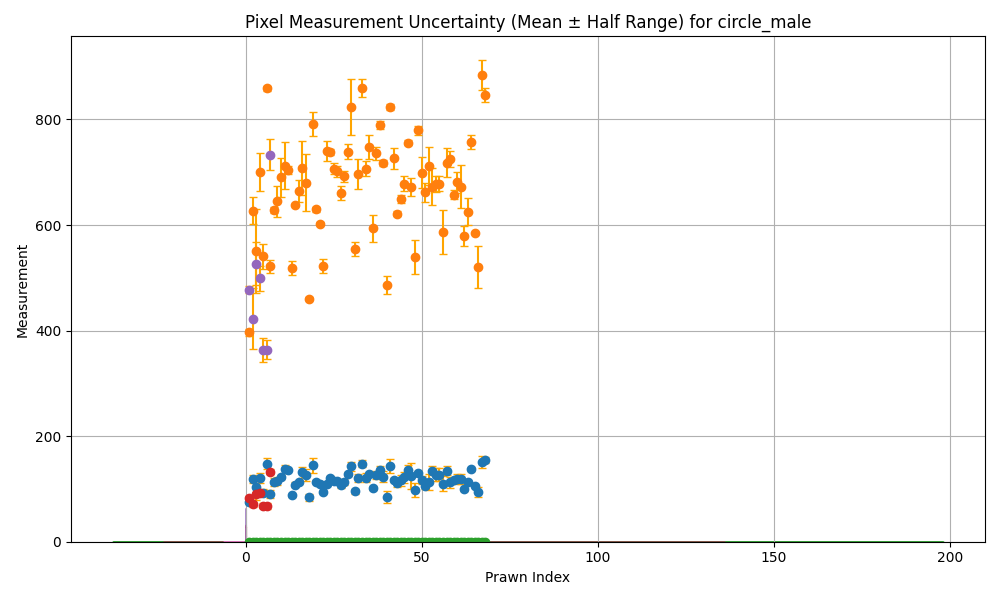 Pixel Measurement Uncertainty (Mean ± Half Range) for circle_male
Measurement
800
600
400
200
0
0 50 100 150 200
Prawn Index